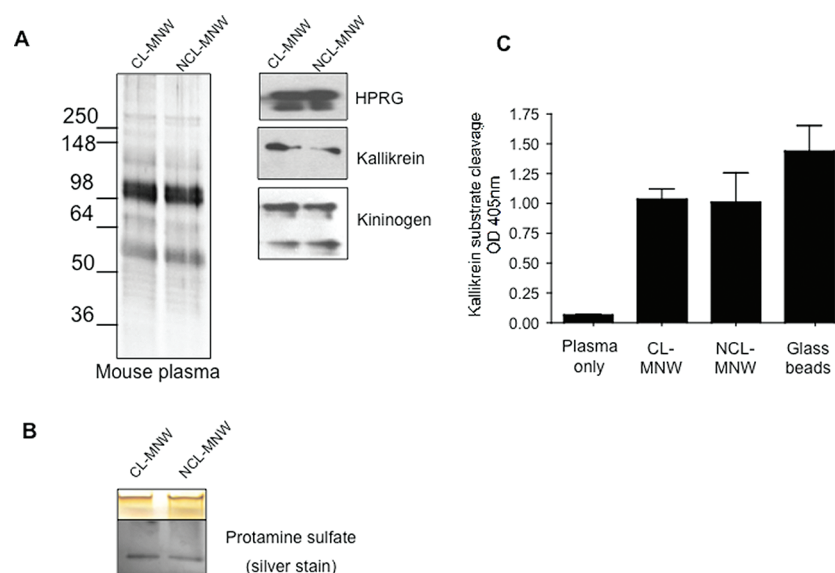 A
CL-MNW
NCL-MNW
250
148
98
64
50
36
Mouse plasma
CL-MNW
NCL-MNW
HPRG
Kallikrein
Kininogen
B
CL-MNW
NCL-MNW
Protamine sulfate
(silver stain)
C
Kallikrein substrate cleavage
OD 405nm
1.75
1.50
1.25
1.00
0.75
0.50
0.25
0.00
Plasma
only
CL-
MNW
NCL-
MNW
Glass
beads